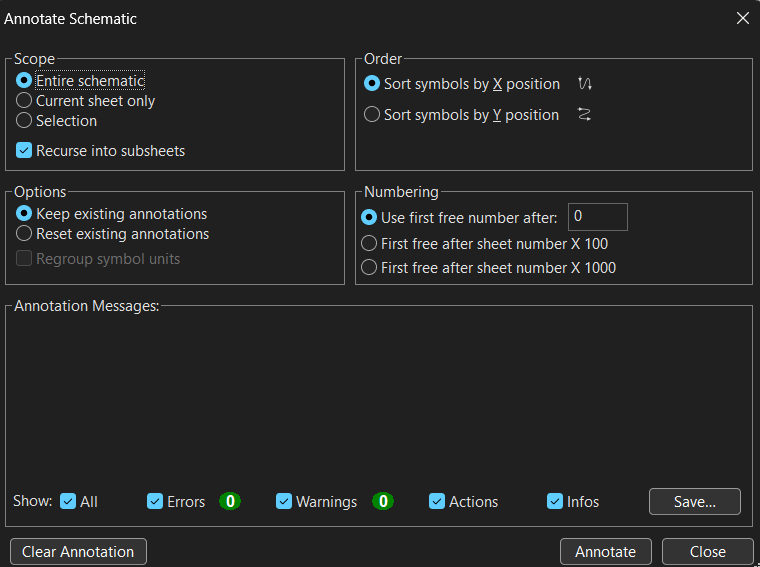 Annotate Schematic
Scope
Entire schematic
Current sheet only
Selection
Recurse into subsheets
Order
Sort symbols by X position
Sort symbols by Y position
Options
Keep existing annotations
Reset existing annotations
Regroup symbol units
Numbering
Use first free number after: 0
First free after sheet number X 100
First free after sheet number X 1000
Annotation Messages:
Show: All Errors 0 Warnings 0 Actions Infos Save...
Clear Annotation Annotate Close